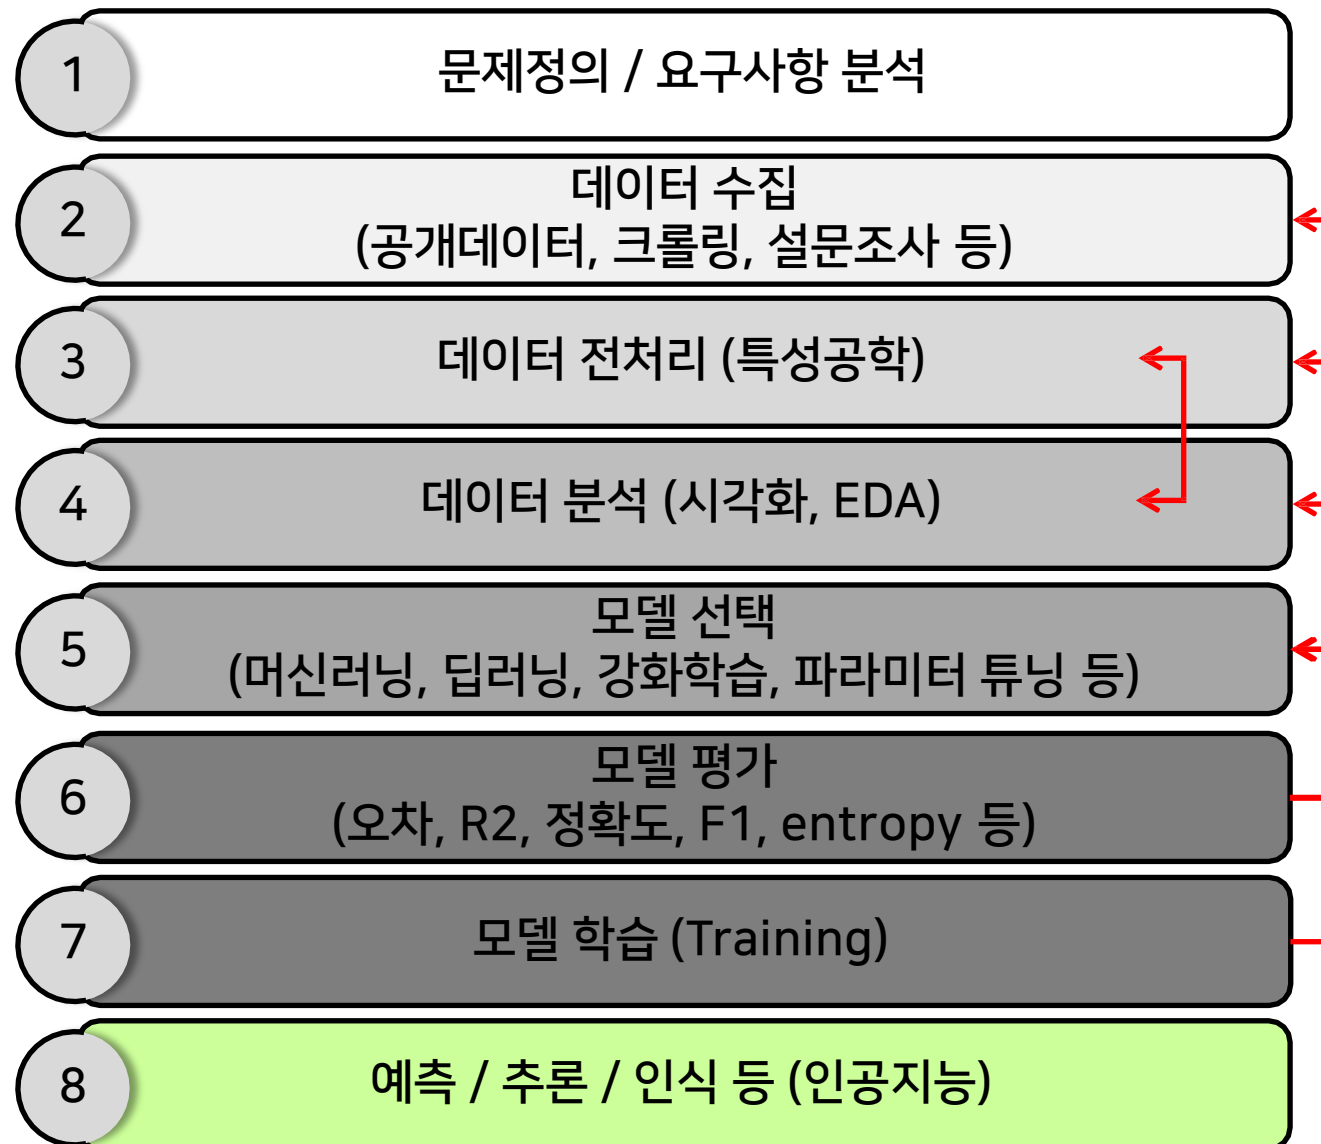 1
문제정의 / 요구사항 분석
2
데이터 수집
(공개데이터, 크롤링, 설문조사 등)
3
데이터 전처리 (특성공학)
4
데이터 분석 (시각화, EDA)
5
모델 선택
(머신러닝, 딥러닝, 강화학습, 파라미터 튜닝 등)
6
모델 평가
(오차, R2, 정확도, F1, entropy 등)
7
모델 학습 (Training)
8
예측 / 추론 / 인식 등 (인공지능)